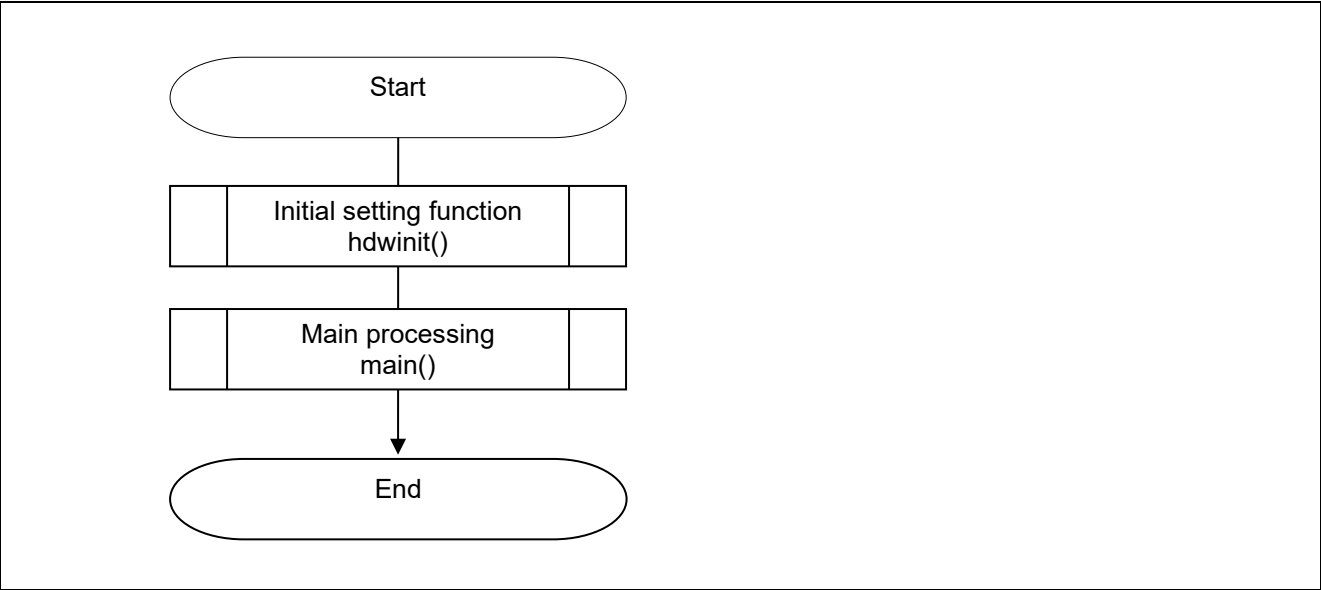 Start
Initial setting function
hdwinit()
Main processing
main()
End